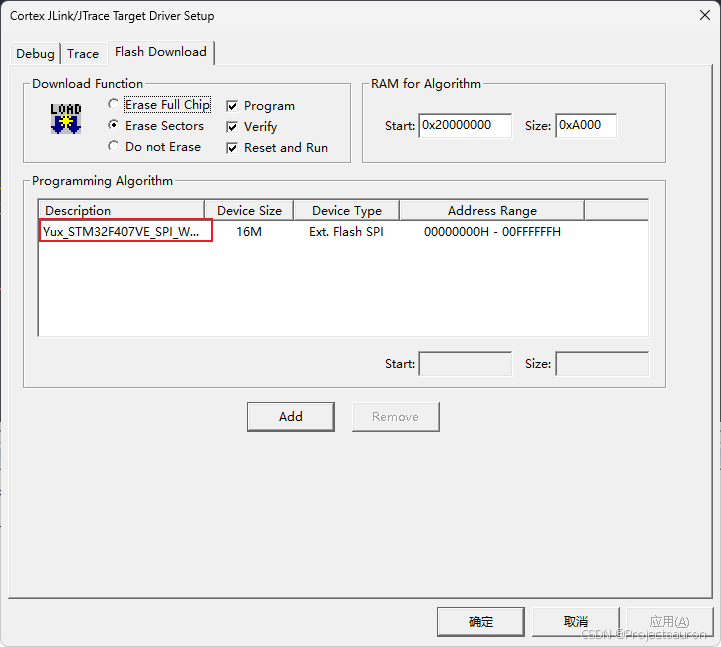 Cortex JLink/JTrace Target Driver Setup
Debug Trace Flash Download
Download Function
LOAD
Erase Full Chip
Erase Sectors
Do not Erase
Program
Verify
Reset and Run
RAM for Algorithm
Start: 0x20000000 Size: 0xA000
Programming Algorithm
Description Device Size Device Type Address Range
Yux_STM32F407VE_SPI_W... 16M Ext. Flash SPI 00000000H - 00FFFFFFH
Start: Size:
Add Remove
确定 取消 应用(A)
CSDN @Projectsauron